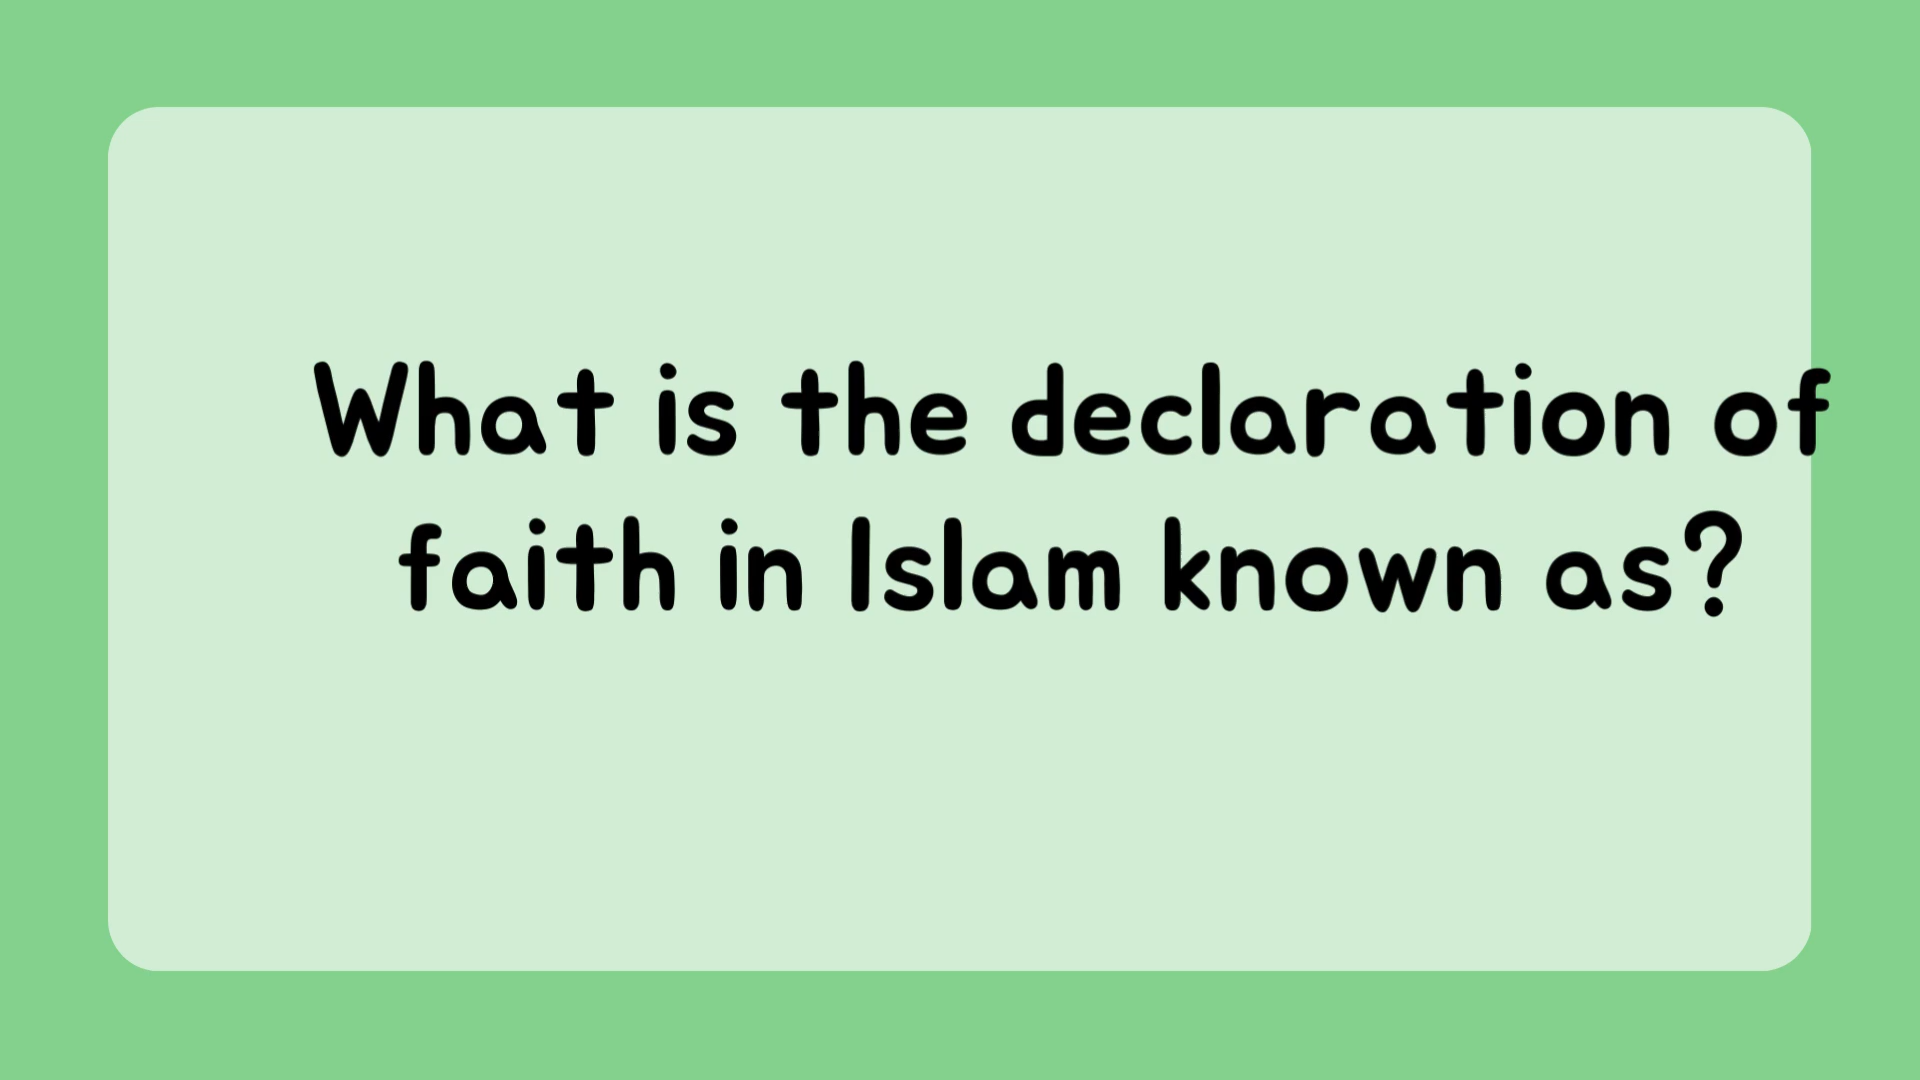 What is the declaration of
faith in Islam known as?